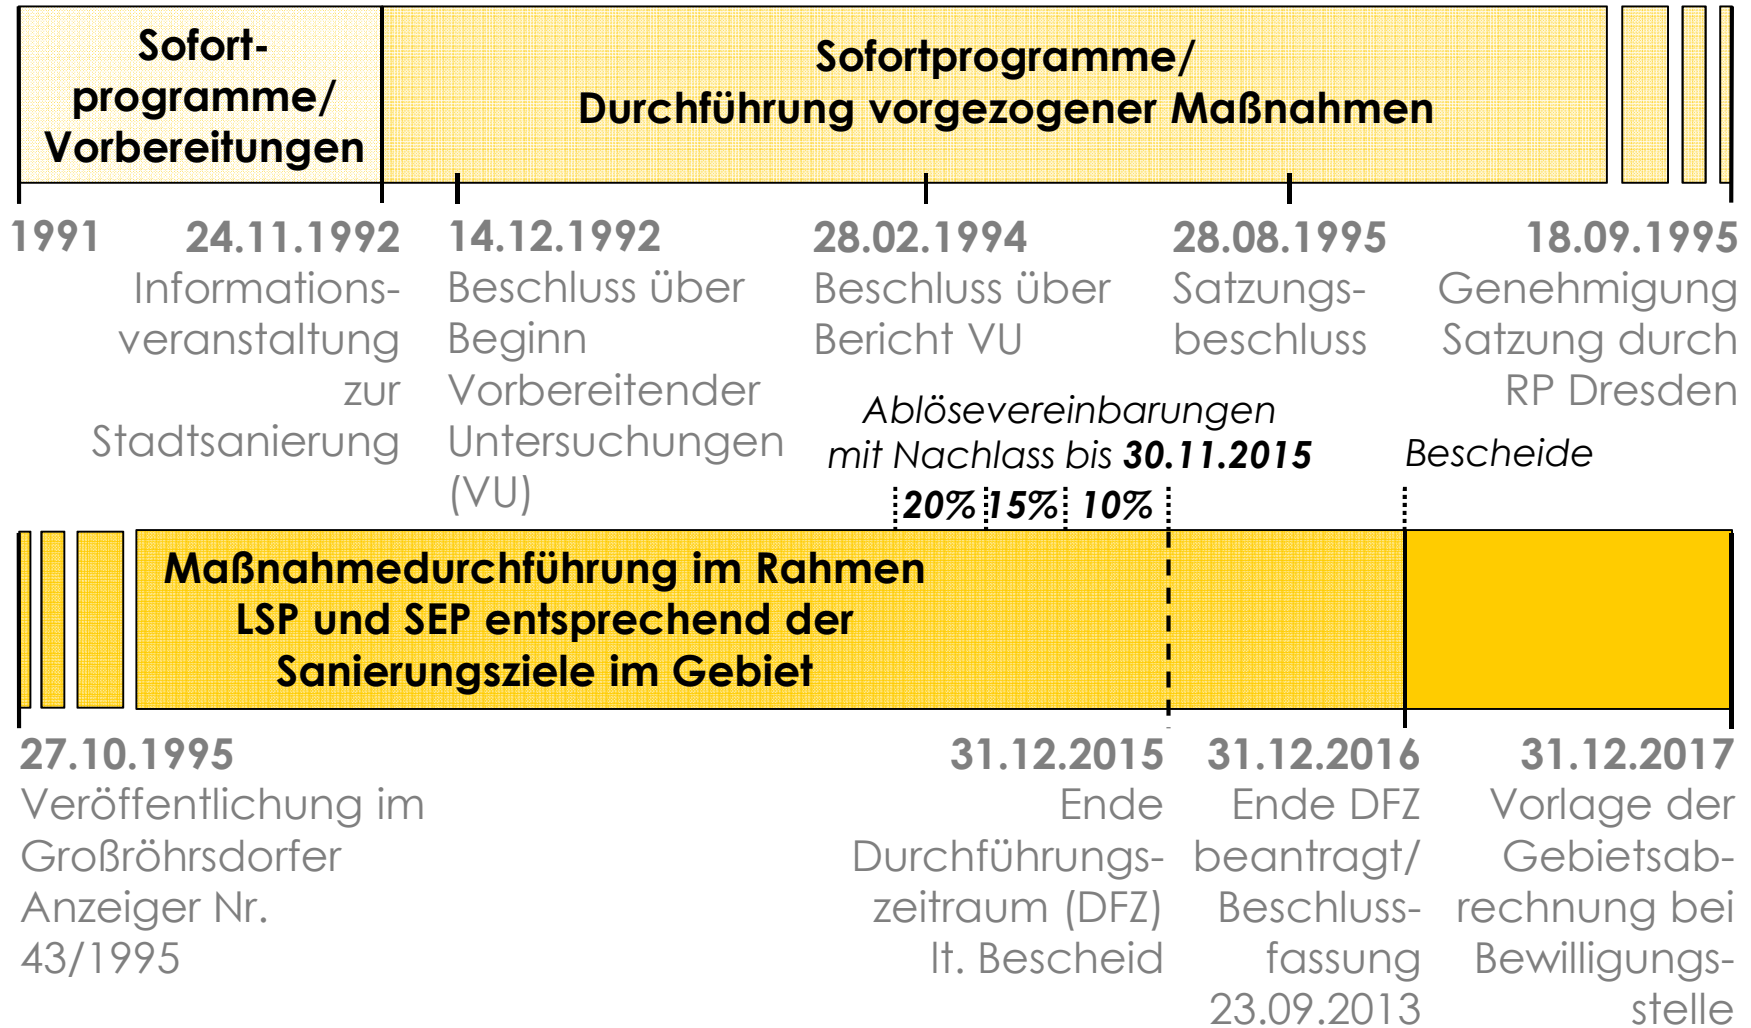 Sofort-
programme/
Vorbereitungen
Sofortprogramme/
Durchführung vorgezogener Maßnahmen
1991
24.11.1992
Informations-
veranstaltung
zur
Stadtsanierung
14.12.1992
Beschluss über
Beginn
Vorbereitender
Untersuchungen
(VU)
28.02.1994
Beschluss über
Bericht VU
28.08.1995
Satzungs-
beschluss
18.09.1995
Genehmigung
Satzung durch
RP Dresden
Ablösevereinbarungen
mit Nachlass bis 30.11.2015
20% 15% 10%
Bescheide
Maßnahmedurchführung im Rahmen
LSP und SEP entsprechend der
Sanierungsziele im Gebiet
27.10.1995
Veröffentlichung im
Großröhrsdorfer
Anzeiger Nr.
43/1995
31.12.2015
Ende
Durchführungs-
zeitraum (DFZ)
lt. Bescheid
31.12.2016
Ende DFZ
beantragt/
Beschluss-
fassung
23.09.2013
31.12.2017
Vorlage der
Gebietsab-
rechnung bei
Bewilligungs-
stelle